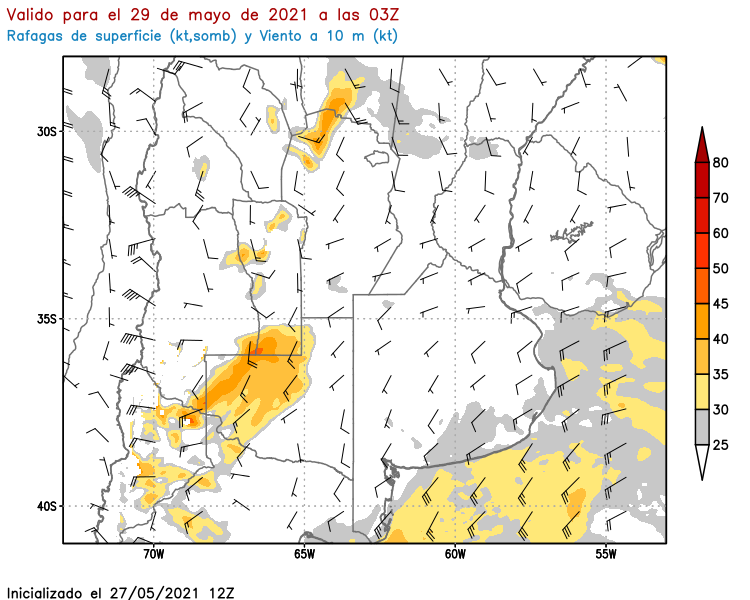 Valido para el 29 de mayo de 2021 a las 03Z
Rafagas de superficie (kt,somb) y Viento a 10 m (kt)
30S
35S
40S
70W 65W 60W 55W
80
70
60
50
45
40
35
30
25
Inicializado el 27/05/2021 12Z